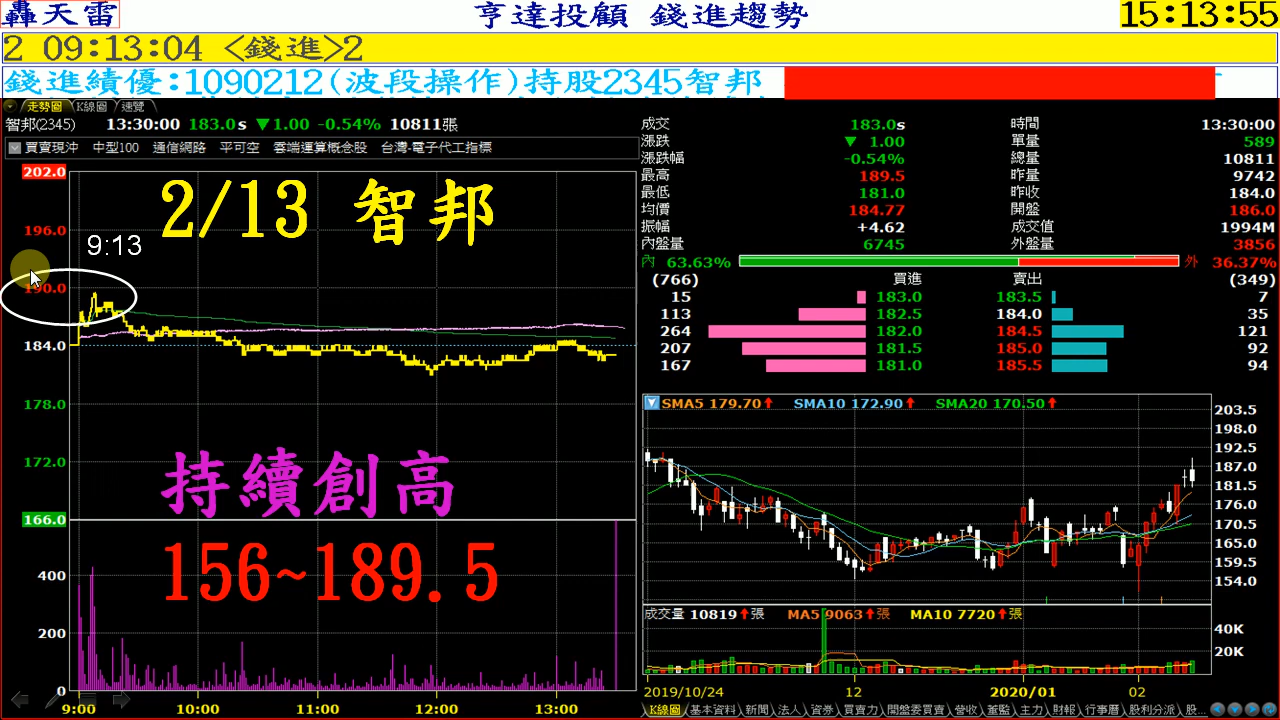 轟天雷 亨達投顧 錢進趨勢 15:13:55
2 09:13:04 <錢進>2
錢進績優:1090212(波段操作)持股2345智邦
走勢圖 K線圖 速覽
智邦(2345) 13:30:00 183.0s ▼1.00 -0.54% 10811張
買賣現沖 中型100 通信網路 平可空 雲端運算概念股 台灣-電子代工指標
202.0
196.0
190.0
184.0
178.0
172.0
166.0
400
200
0
9:00 10:00 11:00 12:00 13:00
2/13 智邦
9:13
持續創高
156~189.5
成交 183.0s 時間 13:30:00
漲跌 ▼ 1.00 單量 589
漲跌幅 -0.54% 總量 10811
最高 189.5 昨量 9742
最低 181.0 昨收 184.0
均價 184.77 開盤 186.0
振幅 +4.62 成交值 1994M
內盤量 6745 外盤量 3856
內 63.63% 外 36.37%
(766) 買進 賣出 (349)
15 183.0 183.5 7
113 182.5 184.0 35
264 182.0 184.5 121
207 181.5 185.0 92
167 181.0 185.5 94
SMA5 179.70 SMA10 172.90 SMA20 170.50
203.5
198.0
192.5
187.0
181.5
176.0
170.5
165.0
159.5
154.0
成交量 10819張 MA5 9063張 MA10 7720張
40K
20K
2019/10/24 12 2020/01 02
K線圖 基本資料 新聞 法人 資券 買賣力 開盤委買賣 營收 董監 主力 財報 行事曆 股利分派 股...